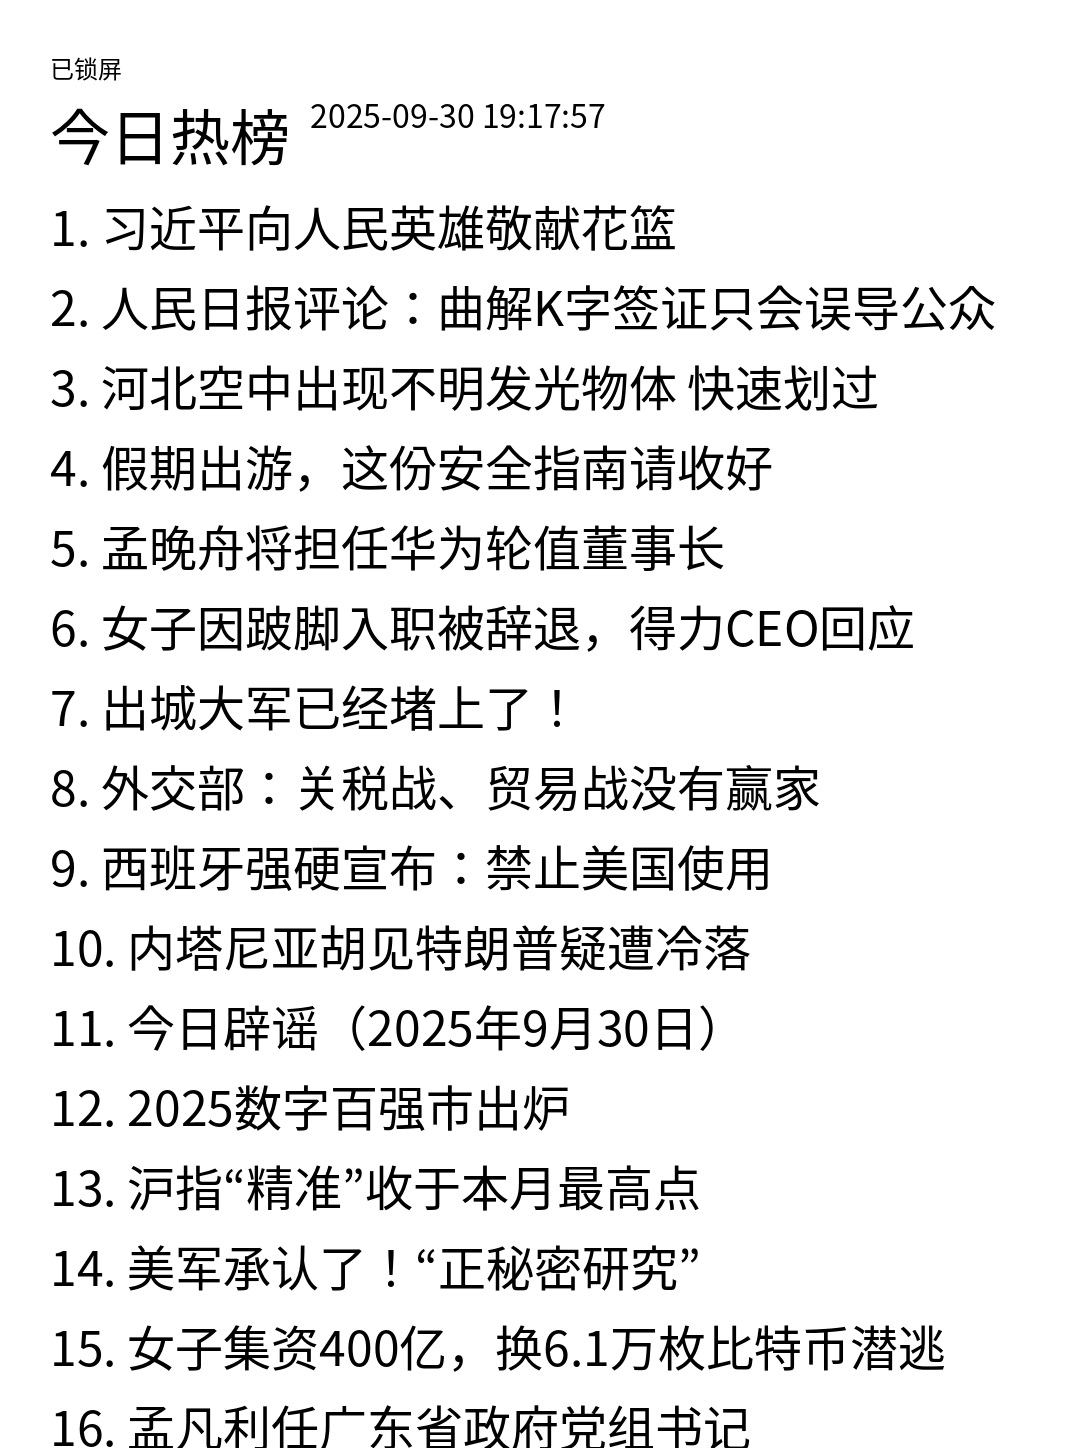 已锁屏
今日热榜 2025-09-30 19:17:57
1. 习近平向人民英雄敬献花篮
2. 人民日报评论：曲解K字签证只会误导公众
3. 河北空中出现不明发光物体 快速划过
4. 假期出游，这份安全指南请收好
5. 孟晚舟将担任华为轮值董事长
6. 女子因跛脚入职被辞退，得力CEO回应
7. 出城大军已经堵上了！
8. 外交部：关税战、贸易战没有赢家
9. 西班牙强硬宣布：禁止美国使用
10. 内塔尼亚胡见特朗普疑遭冷落
11. 今日辟谣（2025年9月30日）
12. 2025数字百强市出炉
13. 沪指“精准”收于本月最高点
14. 美军承认了！“正秘密研究”
15. 女子集资400亿，换6.1万枚比特币潜逃
16. 孟凡利任广东省政府党组书记